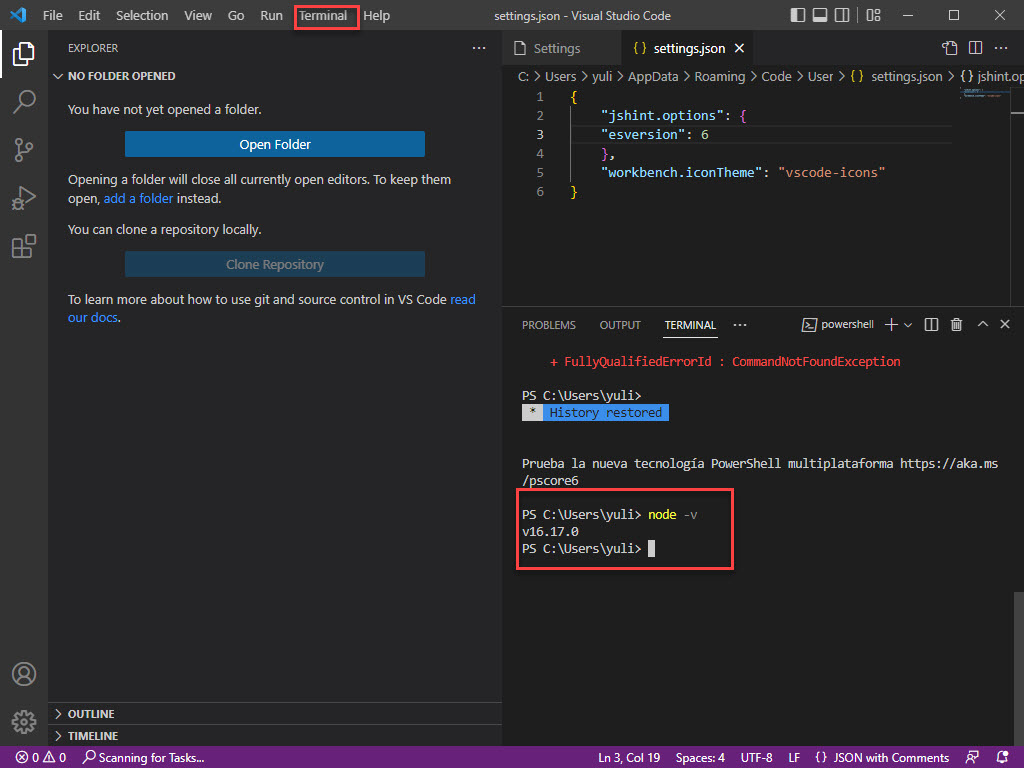 File Edit Selection View Go Run Terminal Help settings.json - Visual Studio Code
EXPLORER
NO FOLDER OPENED
You have not yet opened a folder.
Open Folder
Opening a folder will close all currently open editors. To keep them
open, add a folder instead.
You can clone a repository locally.
Clone Repository
To learn more about how to use git and source control in VS Code read
our docs.
OUTLINE
TIMELINE
Settings {} settings.json
C: > Users > yuli > AppData > Roaming > Code > User > {} settings.json > {} jshint.op
1 {
2 "jshint.options": {
3 "esversion": 6
4 },
5 "workbench.iconTheme": "vscode-icons"
6 }
PROBLEMS OUTPUT TERMINAL ... powershell
+ FullyQualifiedErrorId : CommandNotFoundException
PS C:\Users\yuli>
* History restored
Prueba la nueva tecnología PowerShell multiplataforma https://aka.ms
/pscore6
PS C:\Users\yuli> node -v
v16.17.0
PS C:\Users\yuli>
0 0 Scanning for Tasks... Ln 3, Col 19 Spaces: 4 UTF-8 LF {} JSON with Comments